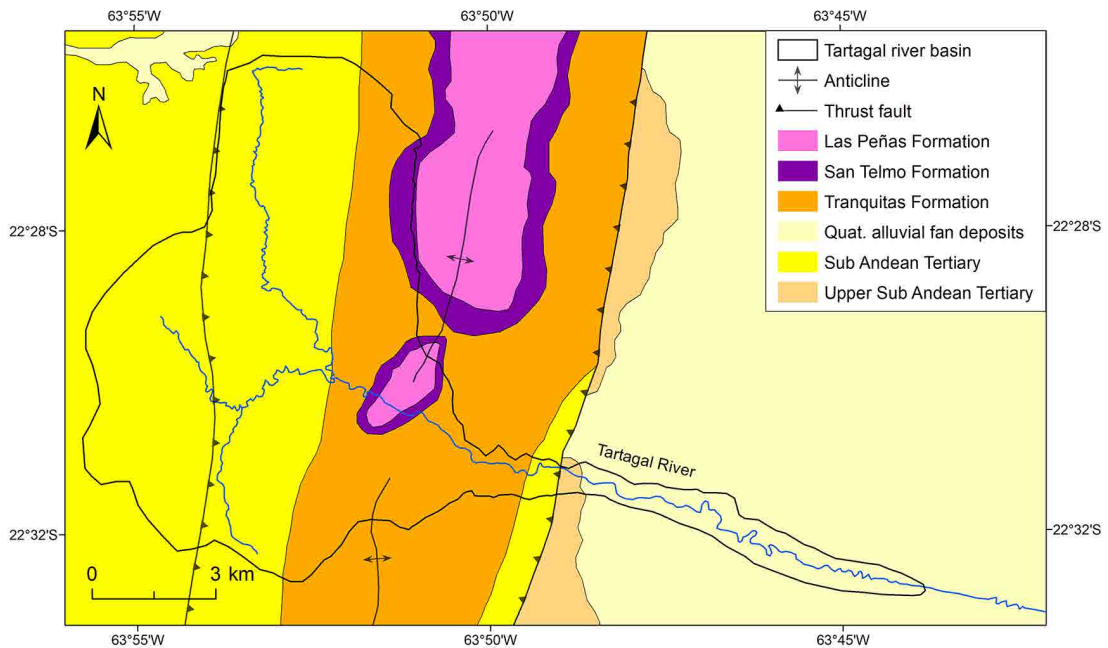 63°55'W 63°50'W 63°45'W
Tartagal river basin
Anticline
Thrust fault
Las Peñas Formation
San Telmo Formation
Tranquitas Formation
Quat. alluvial fan deposits
Sub Andean Tertiary
Upper Sub Andean Tertiary
N
22°28'S 22°28'S
Tartagal River
22°32'S 22°32'S
0 3 km
63°55'W 63°50'W 63°45'W